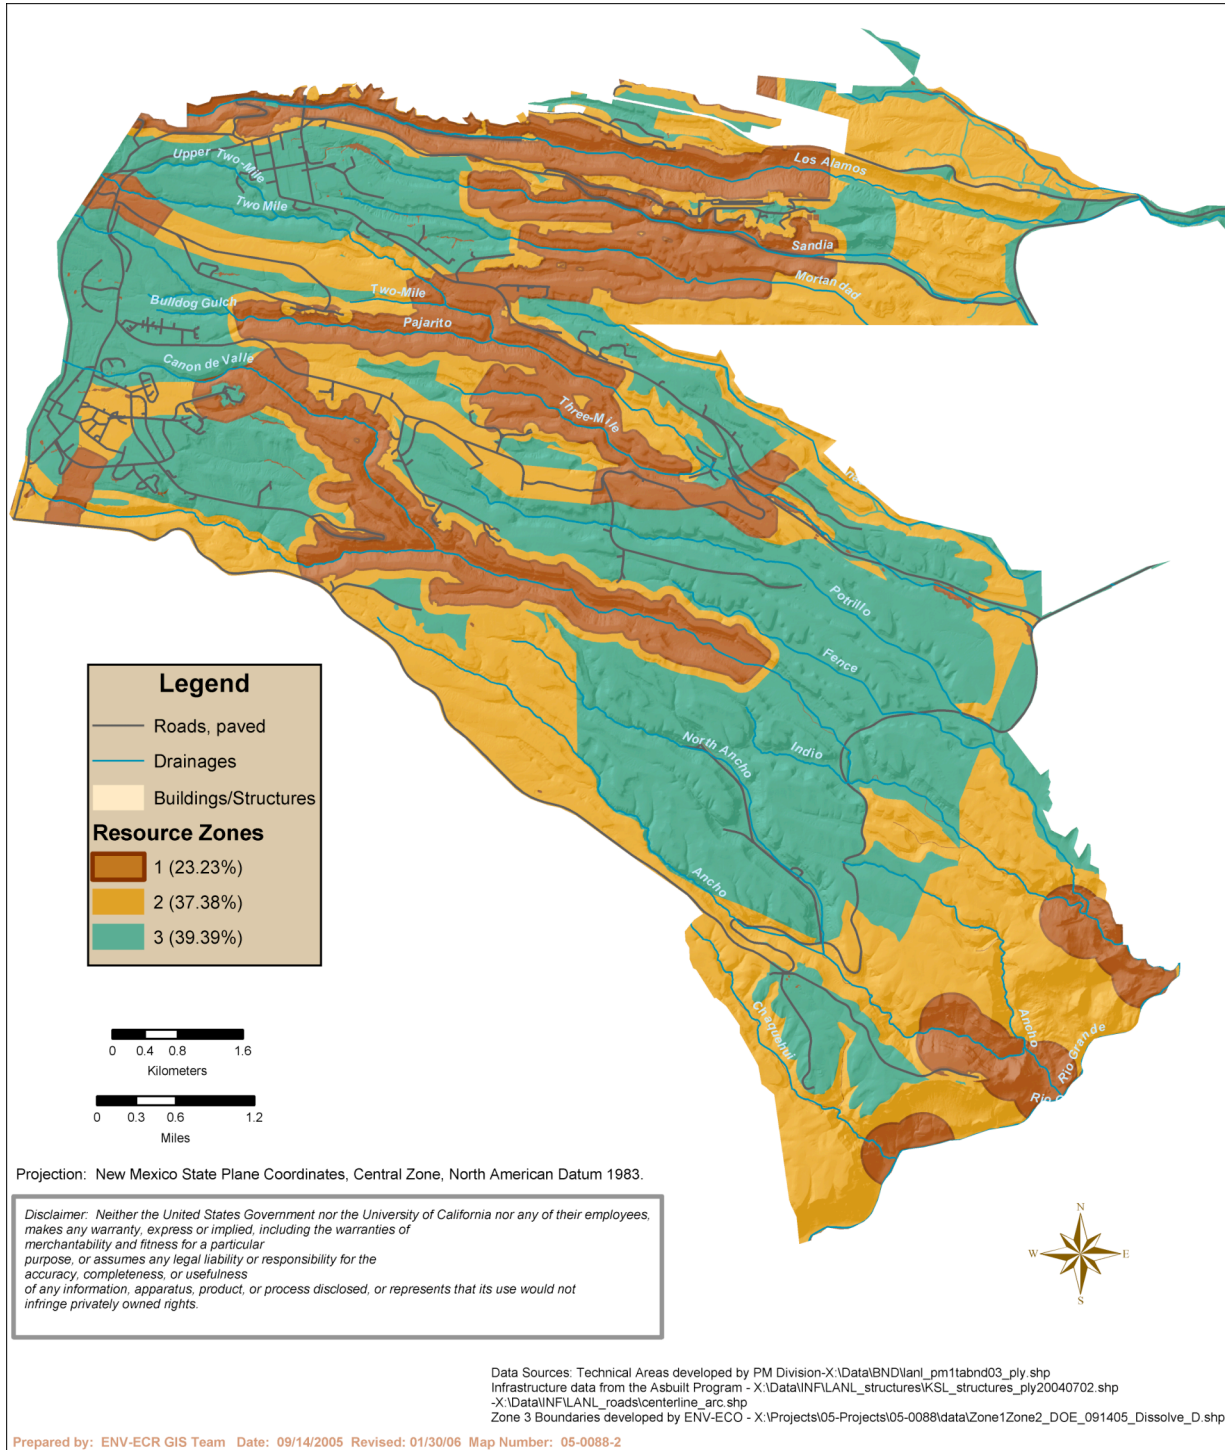 Los Alamos
Upper Two-Mile
Two Mile
Sandia
Mortandad
Two-Mile
Bulldog Gulch
Pajarito
Canon de Valle
Three-Mile
Potrillo
Fence
Indio
North Ancho
Ancho
Chaquehui
Ancho
Rio Grande
Rio
Legend
Roads, paved
Drainages
Buildings/Structures
Resource Zones
1 (23.23%)
2 (37.38%)
3 (39.39%)
0 0.4 0.8 1.6
Kilometers
0 0.3 0.6 1.2
Miles
Projection: New Mexico State Plane Coordinates, Central Zone, North American Datum 1983.
Disclaimer: Neither the United States Government nor the University of California nor any of their employees,
makes any warranty, express or implied, including the warranties of
merchantability and fitness for a particular
purpose, or assumes any legal liability or responsibility for the
accuracy, completeness, or usefulness
of any information, apparatus, product, or process disclosed, or represents that its use would not
infringe privately owned rights.
N
W E
S
Data Sources: Technical Areas developed by PM Division-X:\Data\BND\lanl_pm1tabnd03_ply.shp
Infrastructure data from the Asbuilt Program - X:\Data\INF\LANL_structures\KSL_structures_ply20040702.shp
-X:\Data\INF\LANL_roads\centerline_arc.shp
Zone 3 Boundaries developed by ENV-ECO - X:\Projects\05-Projects\05-0088\data\Zone1Zone2_DOE_091405_Dissolve_D.shp
Prepared by: ENV-ECR GIS Team Date: 09/14/2005 Revised: 01/30/06 Map Number: 05-0088-2